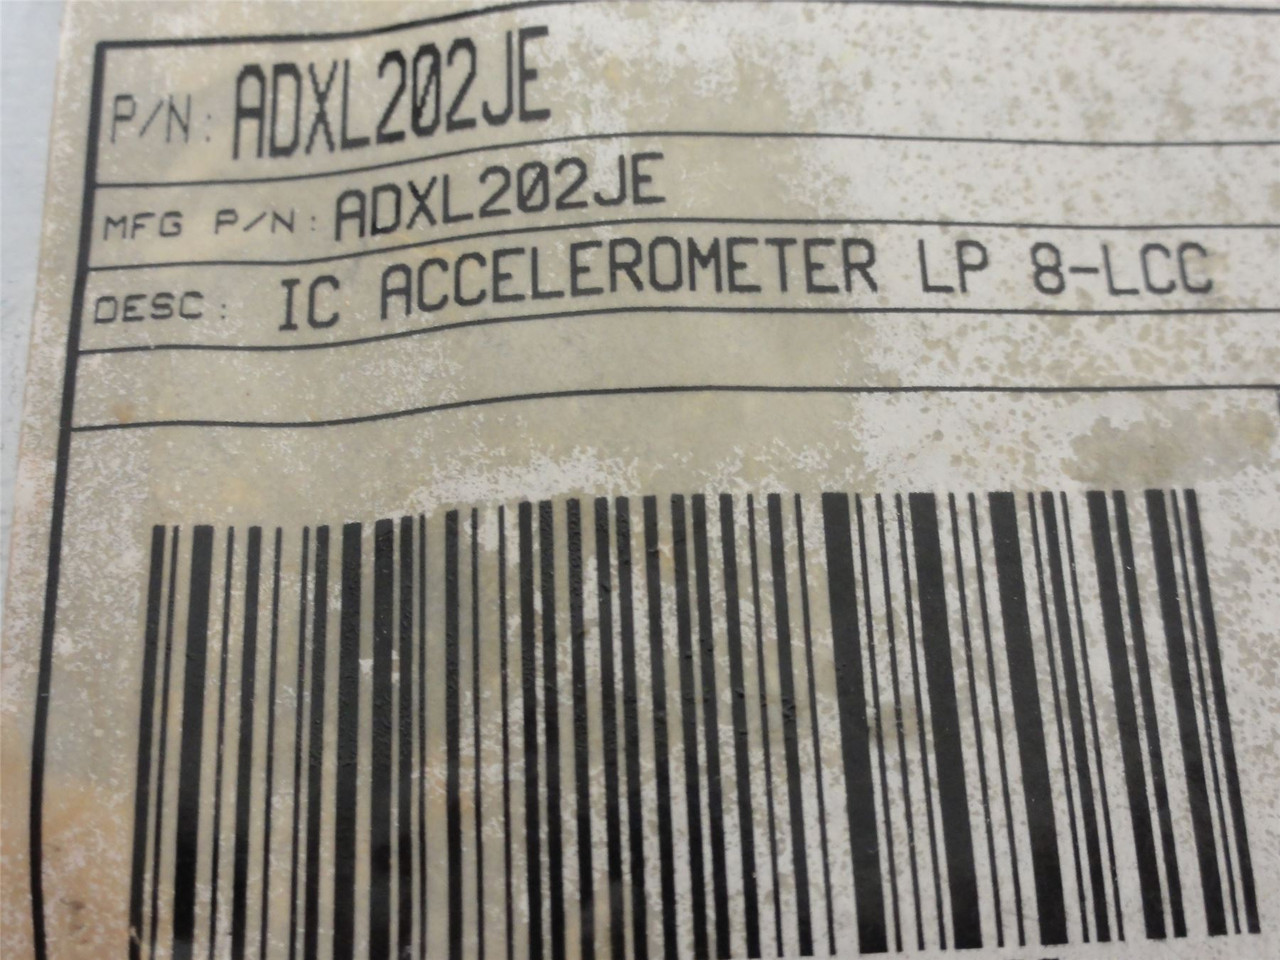 P/N: ADXL202JE
MFG P/N: ADXL202JE
DESC: IC ACCELEROMETER LP 8-LCC